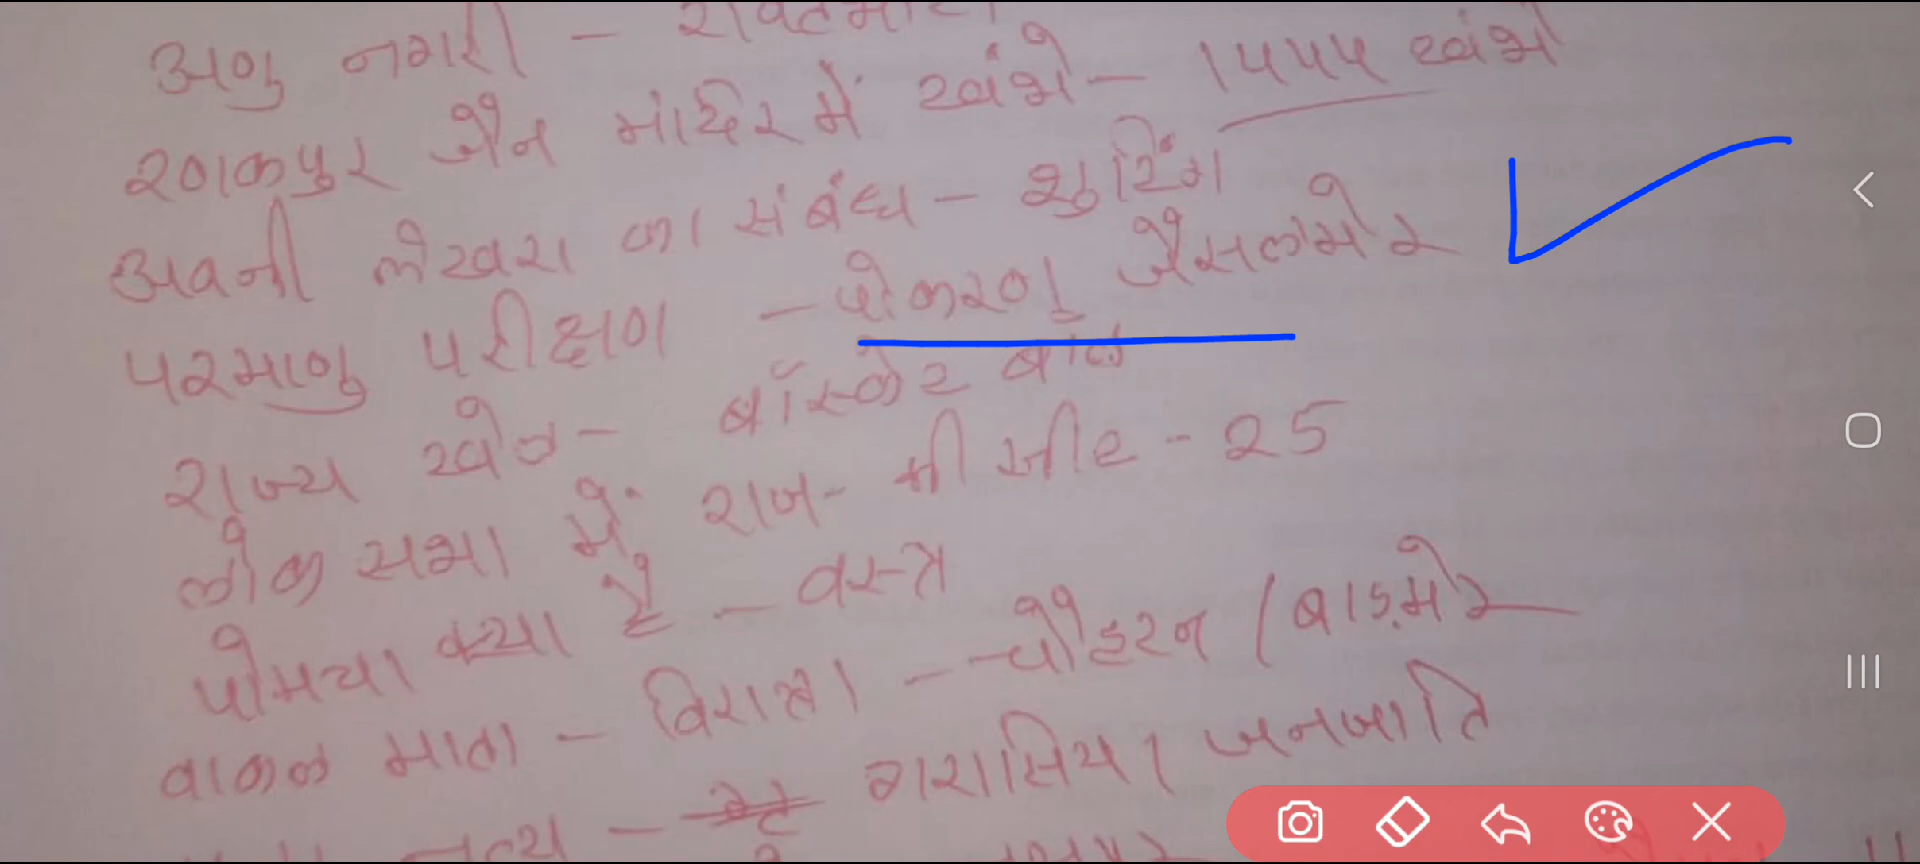 अणु नगरी - रावतभाटा
रणकपुर जैन मंदिर में खंभे - 1444 खंभे
अवनी लेखरा का संबंध - शुटिंग
परमाणु परीक्षण - पोकरण जैसलमेर
राज्य खेल - बॉस्केट बाल
लोक सभा में राज- की सीट - 25
पोमचा क्या है - वस्त्र
वाकल माता - विरात्रा - चौहटन (बाड़मेर
गरासिया जनजाति